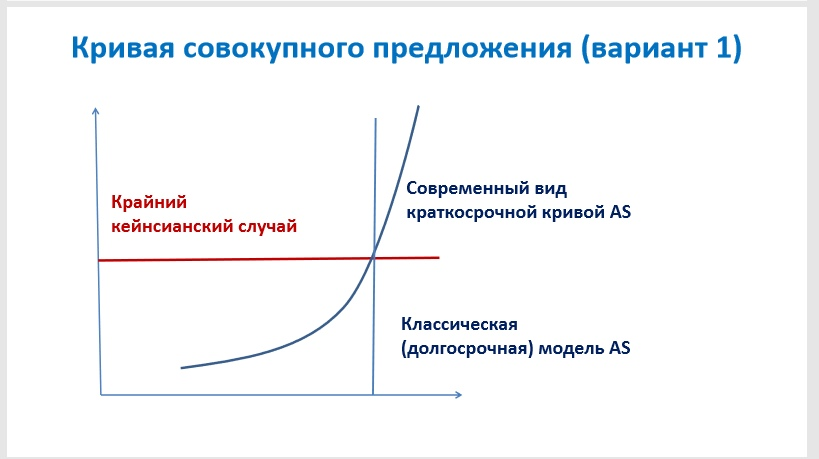 Кривая совокупного предложения (вариант 1)
Крайний
кейнсианский случай
Современный вид
краткосрочной кривой AS
Классическая
(долгосрочная) модель AS